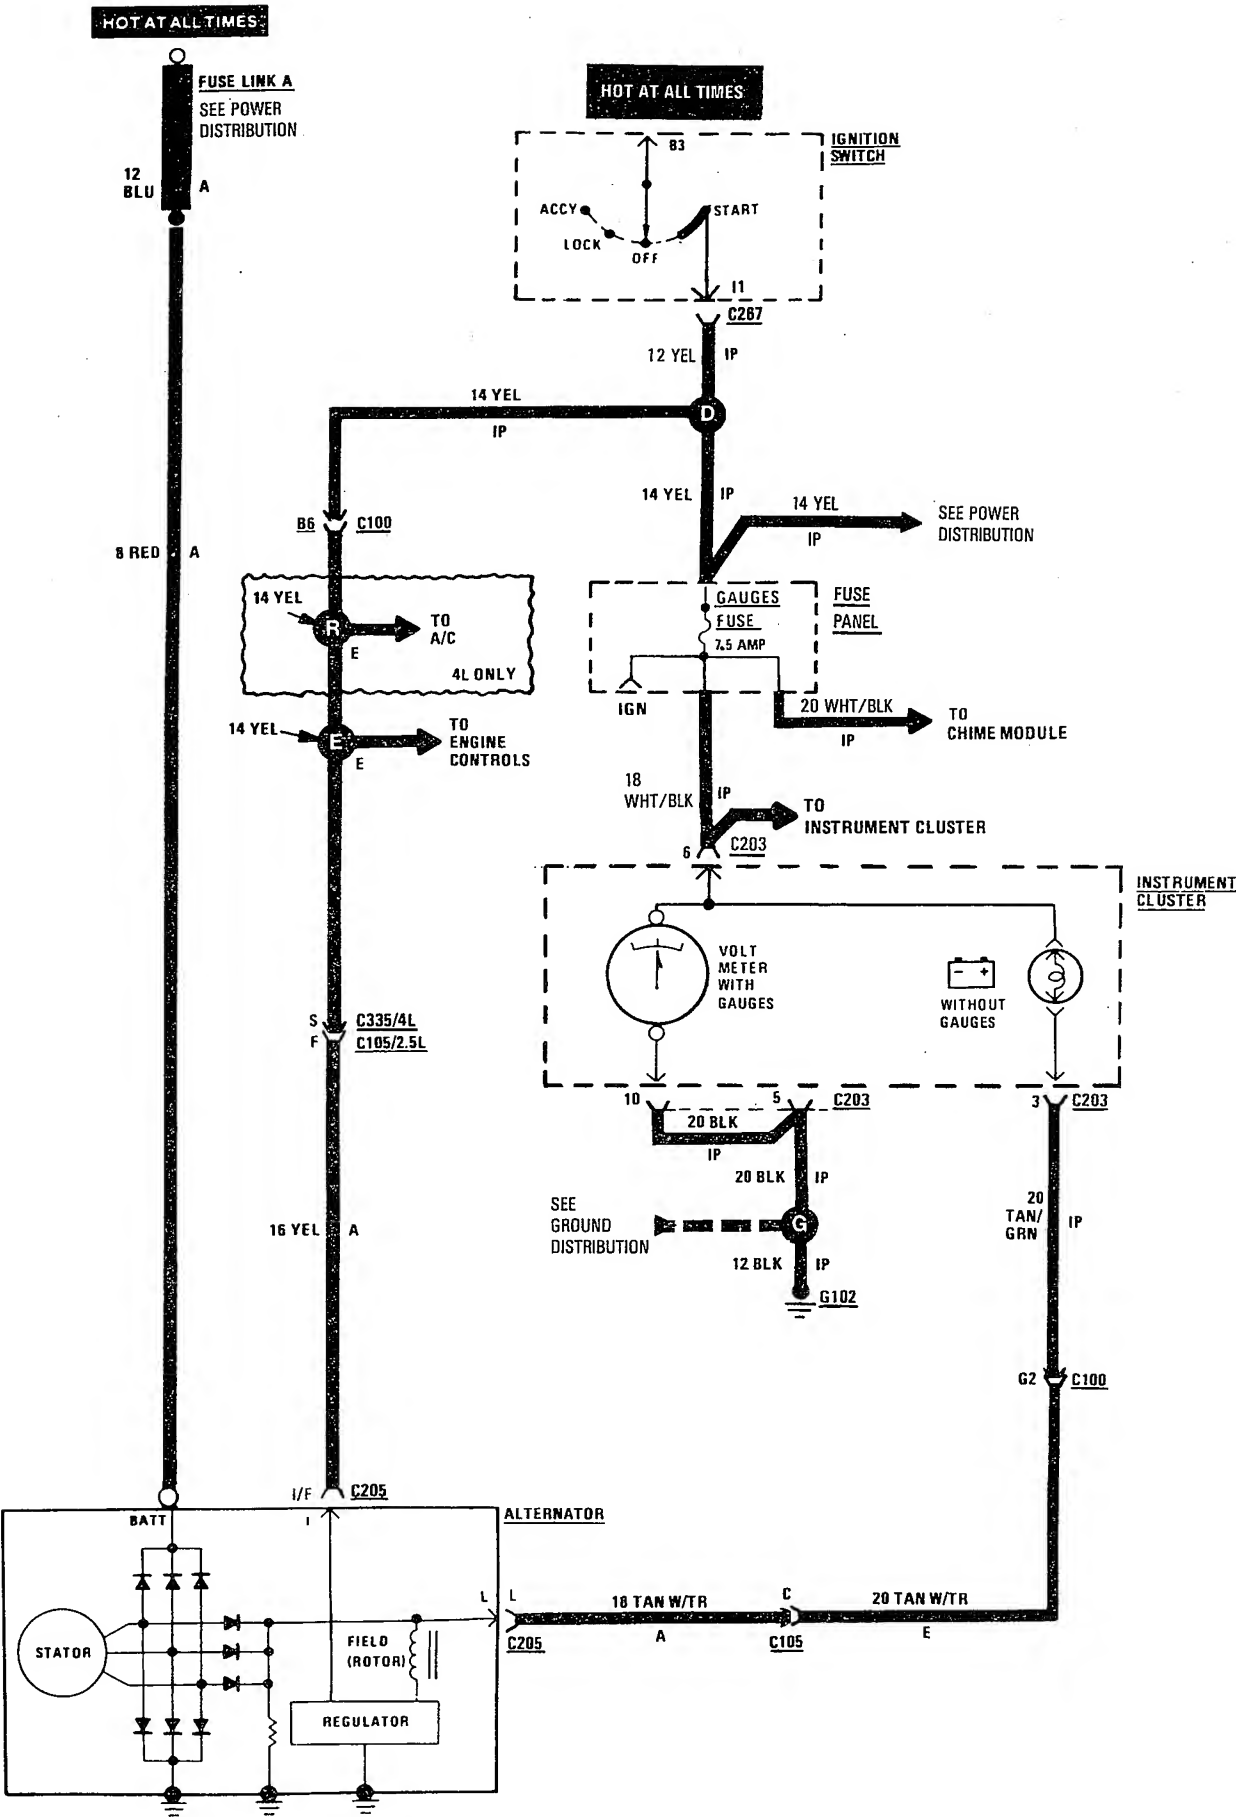 HOT AT ALL TIMES
FUSE LINK A
SEE POWER
DISTRIBUTION
12
BLU
A
HOT AT ALL TIMES
B3
IGNITION
SWITCH
ACCY
START
LOCK
OFF
I1
C267
12 YEL
IP
14 YEL
IP
D
14 YEL
IP
14 YEL
IP
SEE POWER
DISTRIBUTION
B6
C100
8 RED
A
14 YEL
R
TO
A/C
E
4L ONLY
GAUGES
FUSE
7.5 AMP
FUSE
PANEL
IGN
20 WHT/BLK
IP
TO
CHIME MODULE
14 YEL
E
E
TO
ENGINE
CONTROLS
18
WHT/BLK
IP
TO
INSTRUMENT CLUSTER
6
C203
INSTRUMENT
CLUSTER
VOLT
METER
WITH
GAUGES
- +
WITHOUT
GAUGES
S
C335/4L
F
C105/2.5L
10
5
C203
3
C203
20 BLK
IP
20 BLK
IP
SEE
GROUND
DISTRIBUTION
G
12 BLK
IP
G102
16 YEL
A
20
TAN/
GRN
IP
G2
C100
I/F
C205
BATT
I
ALTERNATOR
L
L
C205
18 TAN W/TR
A
C
C105
20 TAN W/TR
E
STATOR
FIELD
(ROTOR)
REGULATOR